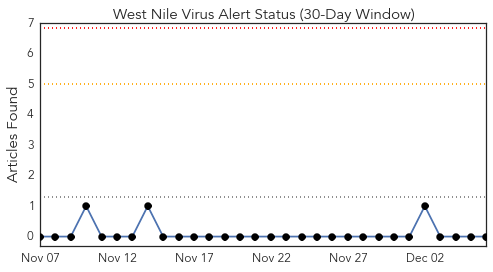 West Nile Virus Alert Status (30-Day Window)
Articles Found
7
6
5
4
3
2
1
0
Nov 07
Nov 12
Nov 17
Nov 22
Nov 27
Dec 02